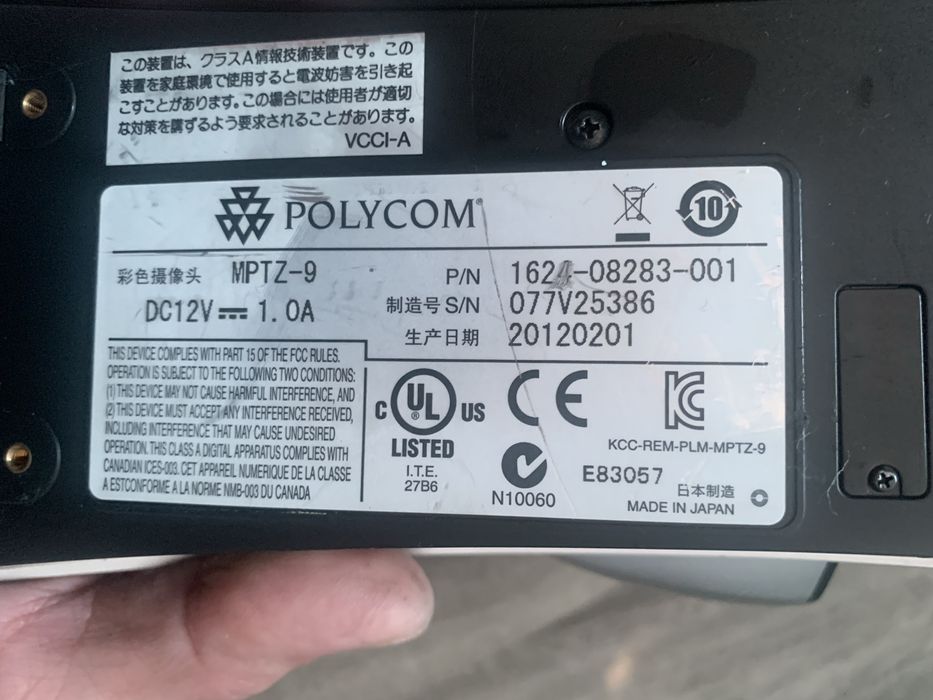 この装置は、クラスA情報技術装置です。この
装置を家庭環境で使用すると電波妨害を引き起
こすことがあります。この場合には使用者が適切
な対策を講ずるよう要求されることがあります。
VCCI-A
POLYCOM®
10
彩色摄像头 MPTZ-9
P/N 1624-08283-001
DC12V⎓1.0A
制造号 S/N 077V25386
生产日期 20120201
THIS DEVICE COMPLIES WITH PART 15 OF THE FCC RULES.
OPERATION IS SUBJECT TO THE FOLLOWING TWO CONDITIONS:
(1) THIS DEVICE MAY NOT CAUSE HARMFUL INTERFERENCE, AND
(2) THIS DEVICE MUST ACCEPT ANY INTERFERENCE RECEIVED,
INCLUDING INTERFERENCE THAT MAY CAUSE UNDESIRED
OPERATION. THIS CLASS A DIGITAL APPARATUS COMPLIES WITH
CANADIAN ICES-003. CET APPAREIL NUMERIQUE DE LA CLASSE
A ESTCONFORME A LA NORME NMB-003 DU CANADA
C UL® US
LISTED
I.T.E.
27B6
CE
N10060
KC
KCC-REM-PLM-MPTZ-9
E83057
日本制造
MADE IN JAPAN